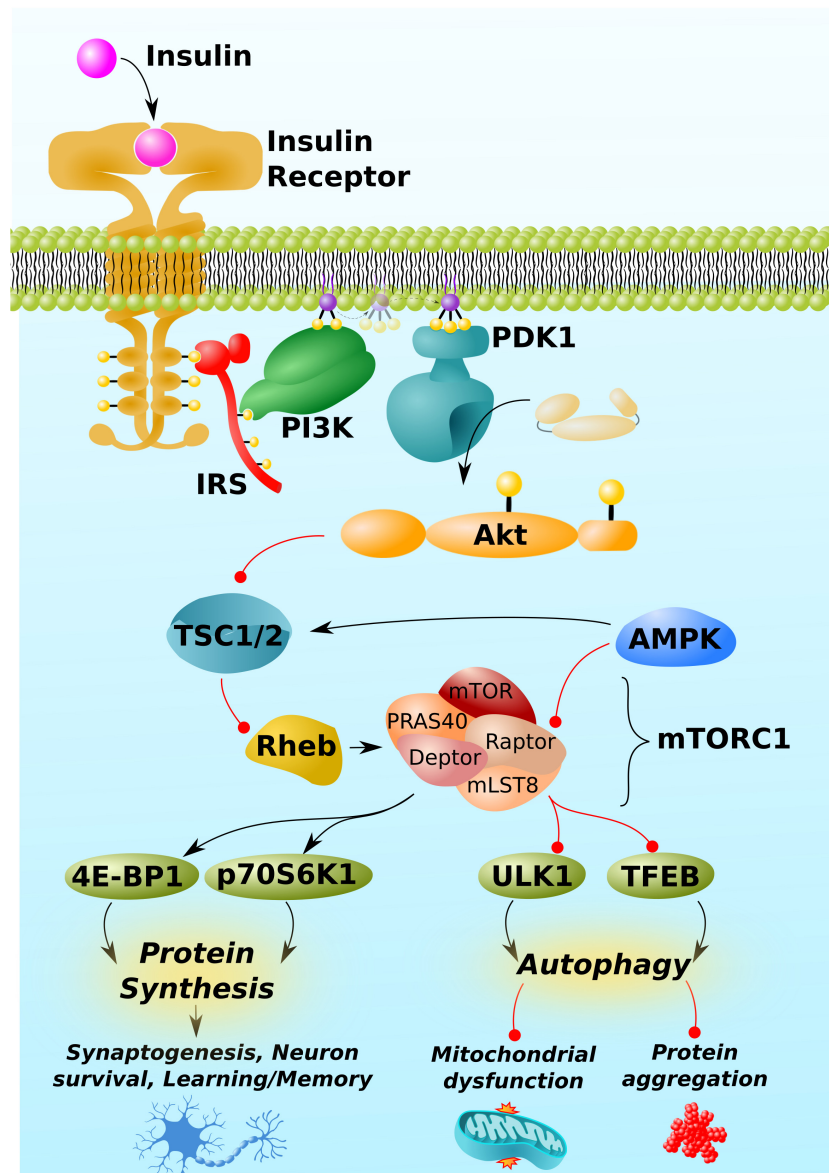 Insulin
Insulin
Receptor
PDK1
PI3K
IRS
Akt
TSC1/2
AMPK
mTOR
PRAS40
Raptor
Rheb
Deptor
mTORC1
mLST8
4E-BP1
p70S6K1
ULK1
TFEB
Protein
Synthesis
Autophagy
Synaptogenesis, Neuron
survival, Learning/Memory
Mitochondrial
dysfunction
Protein
aggregation